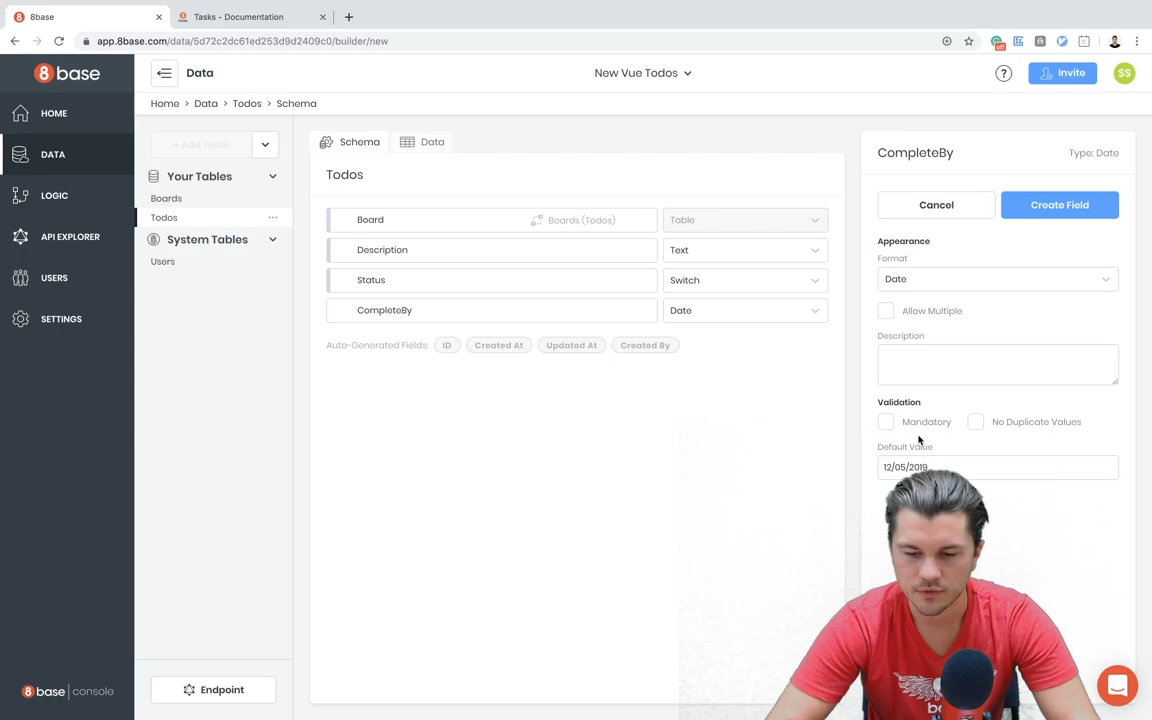 8base
Tasks - Documentation
app.8base.com/data/5d72c2dc61ed253d9d2409c0/builder/new
off
8base
Data
New Vue Todos
?
Invite
SS
Home > Data > Todos > Schema
HOME
DATA
LOGIC
API EXPLORER
USERS
SETTINGS
+ Add Table
Your Tables
Boards
Todos
System Tables
Users
Schema
Data
Todos
Board
Boards (Todos)
Table
Description
Text
Status
Switch
CompleteBy
Date
Auto-Generated Fields:
ID
Created At
Updated At
Created By
CompleteBy
Type: Date
Cancel
Create Field
Appearance
Format
Date
Allow Multiple
Description
Validation
Mandatory
No Duplicate Values
Default Value
12/05/2019
Endpoint
8base | console